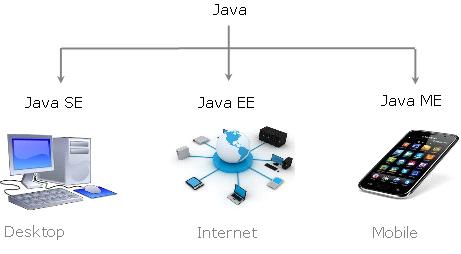 Java
Java SE
Java EE
Java ME
Desktop
Internet
Mobile